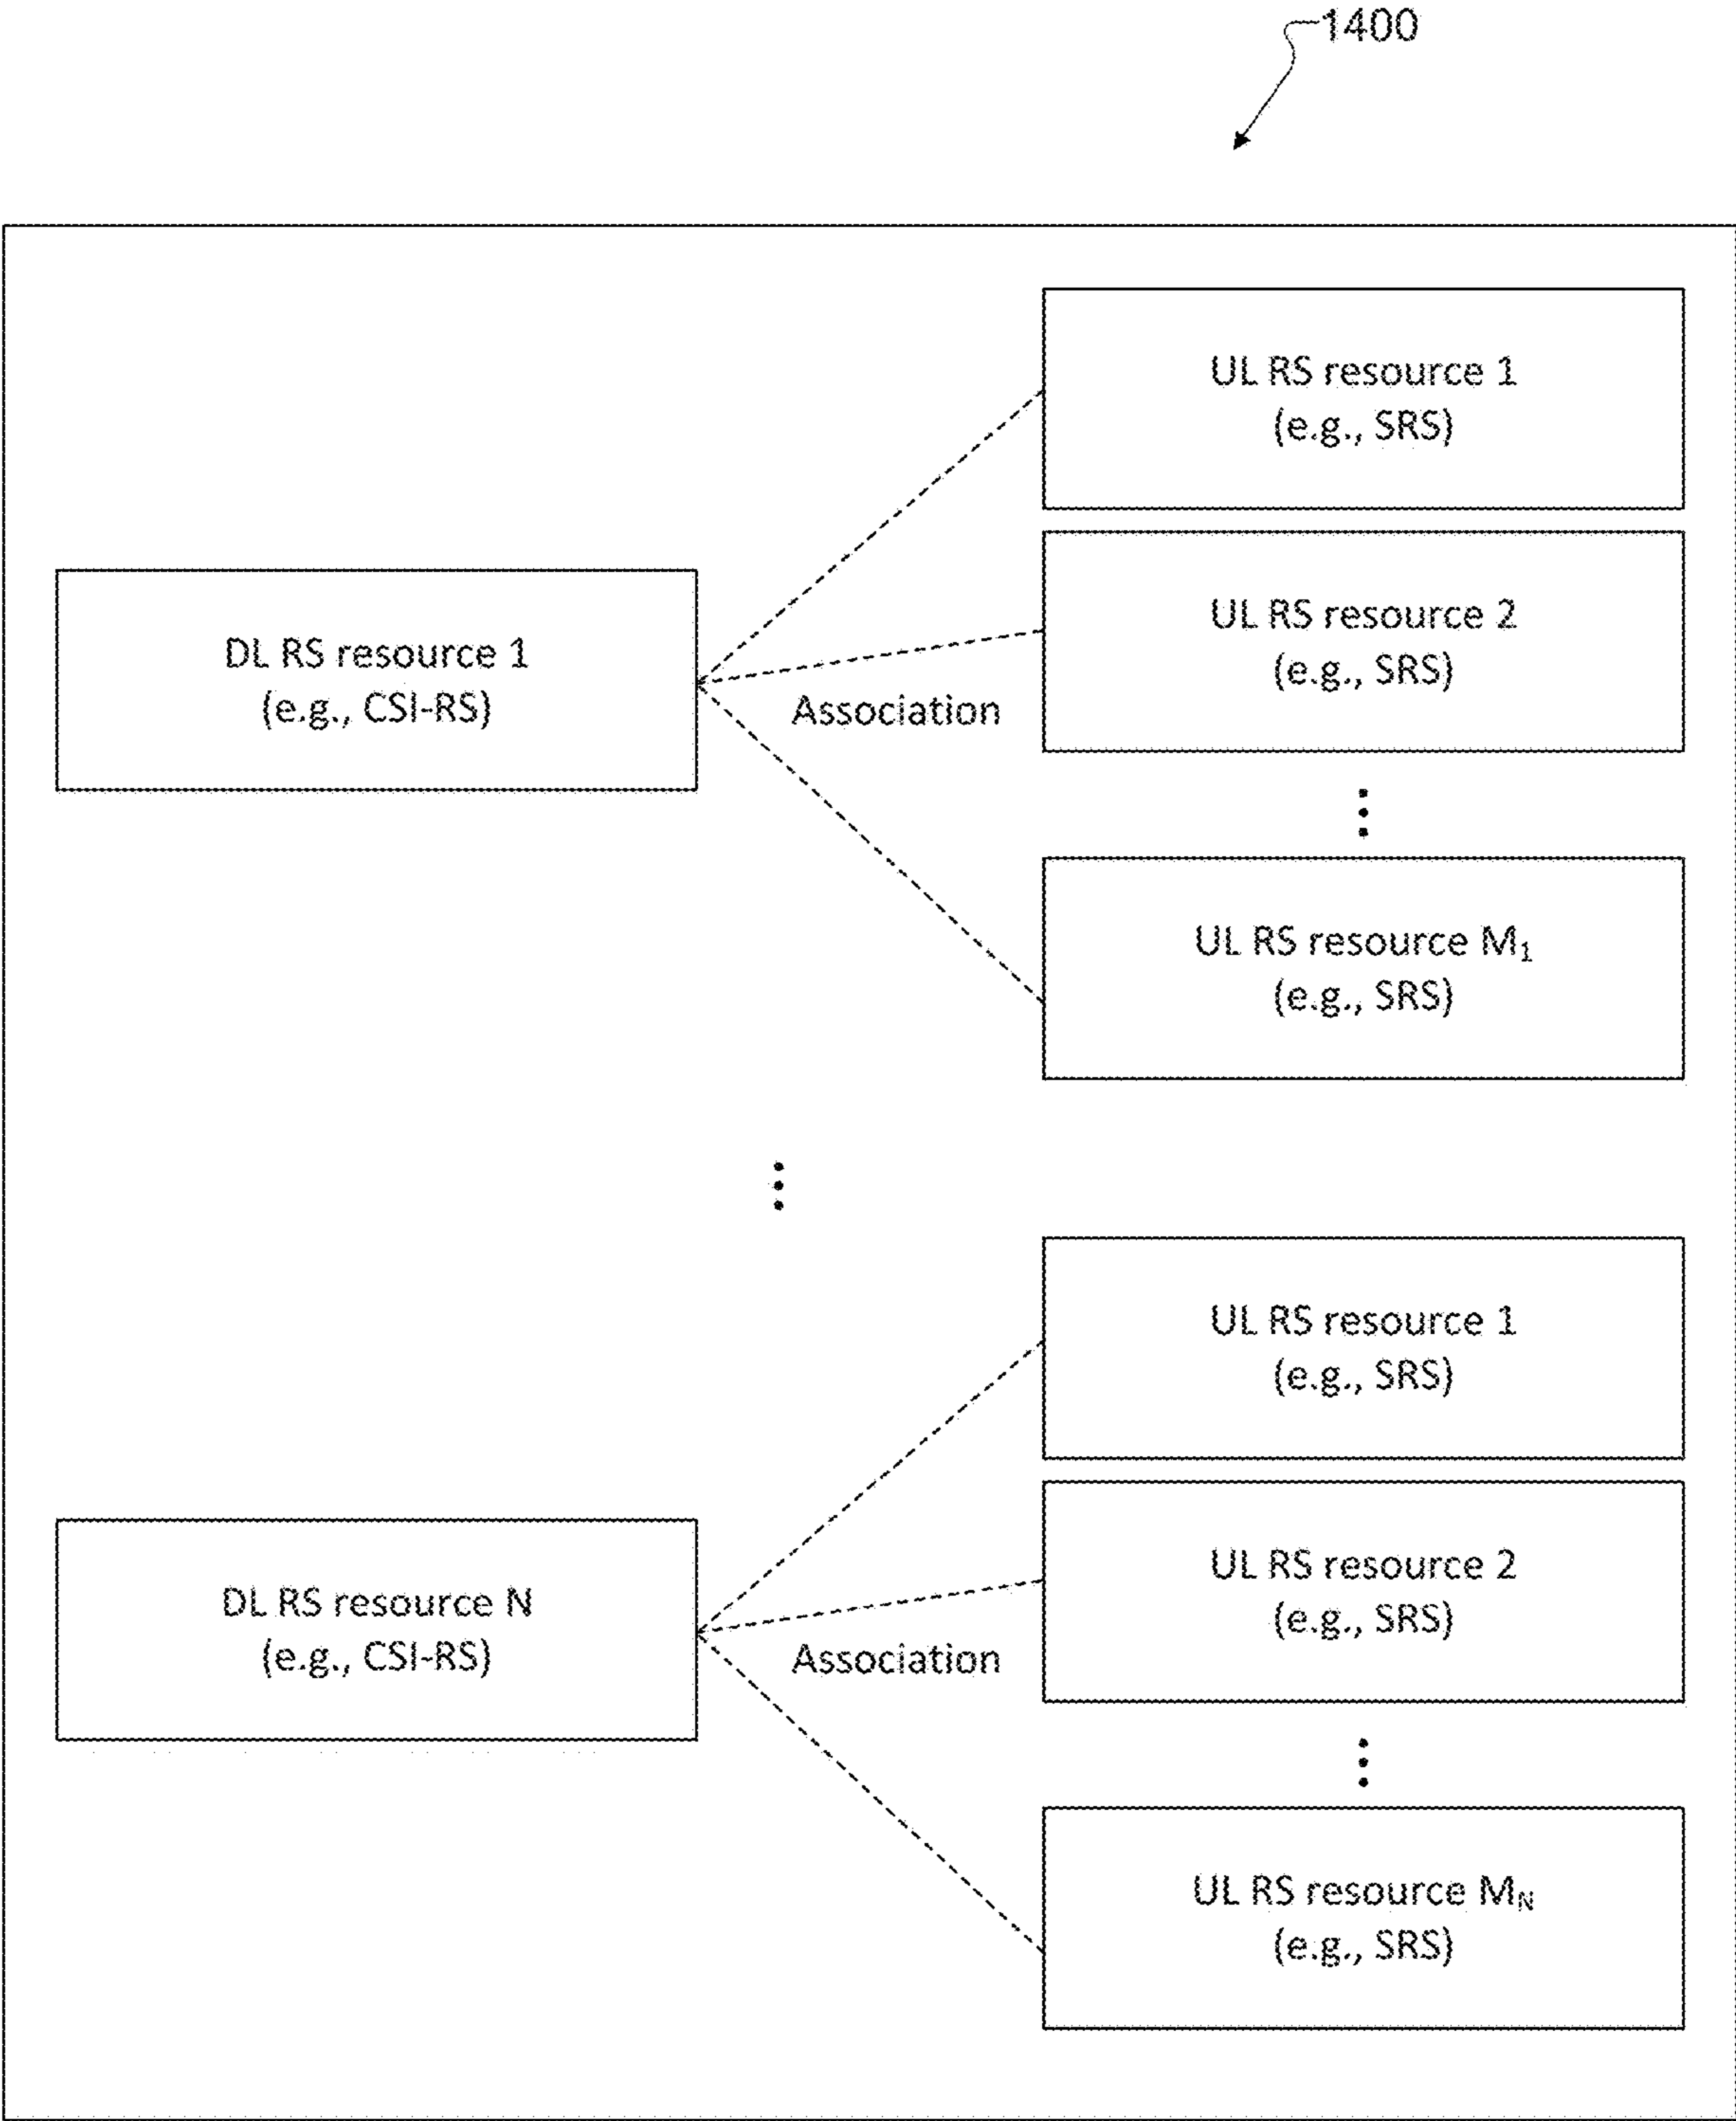 1400
UL RS resource 1
(e.g., SRS)
UL RS resource 2
(e.g., SRS)
DL RS resource 1
(e.g., CSI-RS)
Association
UL RS resource M₁
(e.g., SRS)
UL RS resource 1
(e.g., SRS)
UL RS resource 2
(e.g., SRS)
DL RS resource N
(e.g., CSI-RS)
Association
UL RS resource M_N
(e.g., SRS)